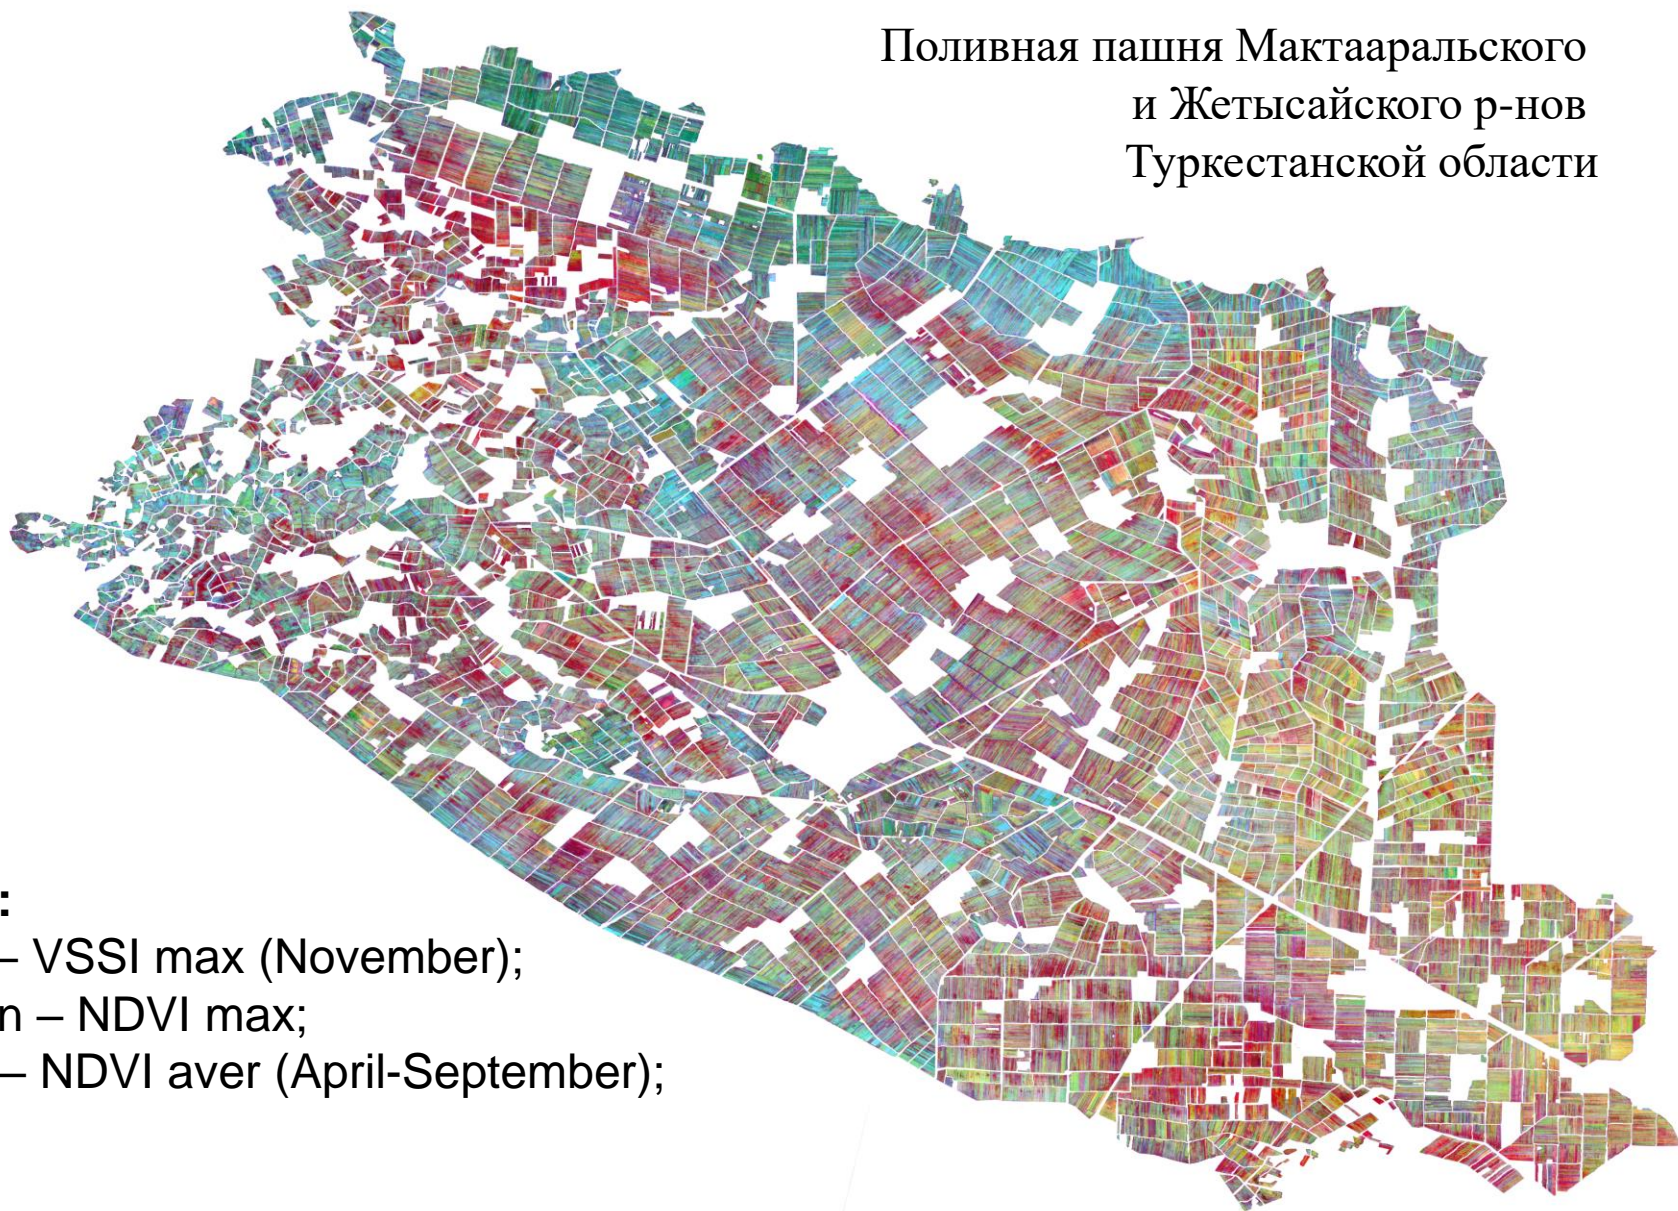 Поливная пашня Мактааральского
и Жетысайского р-нов
Туркестанской области
:
– VSSI max (November);
n – NDVI max;
– NDVI aver (April-September);